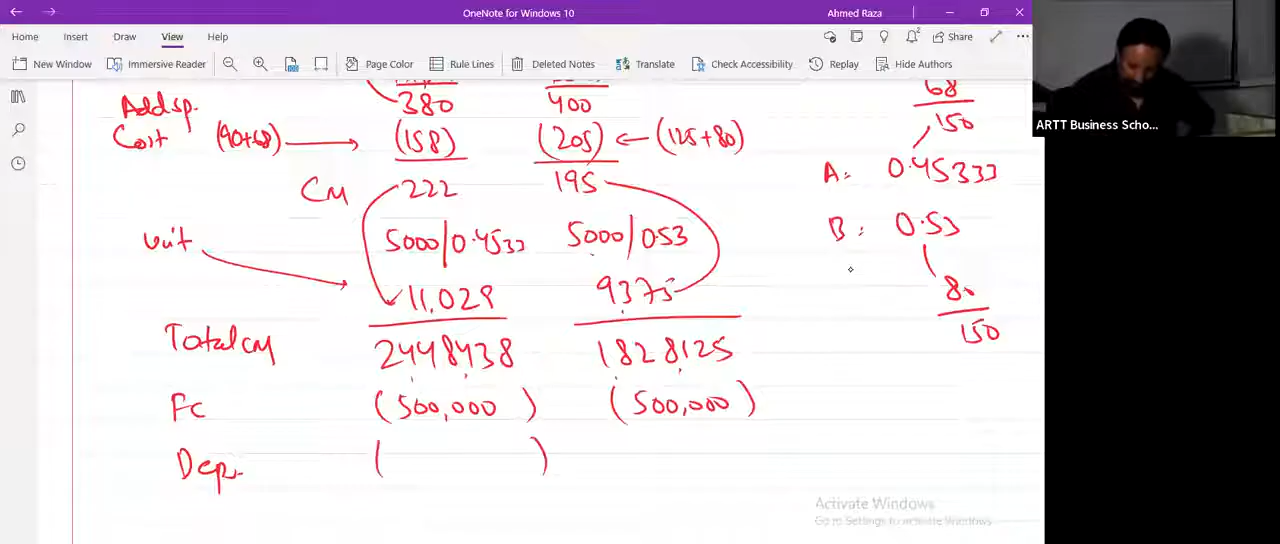 OneNote for Windows 10 Ahmed Raza
Home Insert Draw View Help Share
New Window Immersive Reader Page Color Rule Lines Deleted Notes Translate Check Accessibility Replay Hide Authors
68
380 400
Add sp. 150
Cost (90+68) (158) (205) (125+80)
ARTT Business Scho...
A: 0.45333
CM 222 195
B: 0.53
Unit 5000/0.4533 5000/0.53
11,029 9375 80
150
Total CM 2448438 1828125
FC (500,000) (500,000)
Dep. ( )
Activate Windows
Go to Settings to activate Windows